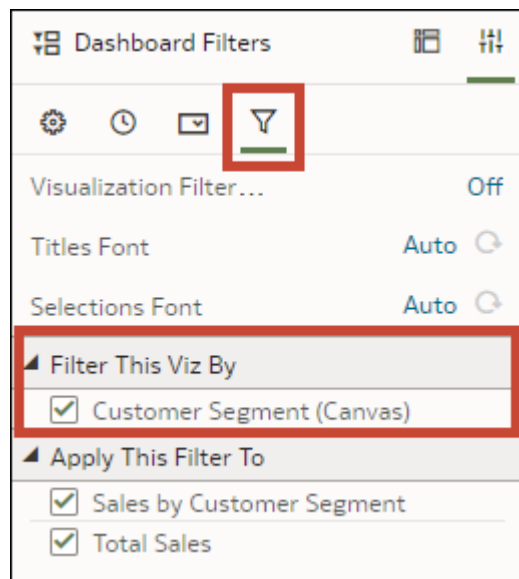 Dashboard Filters
Visualization Filter... Off
Titles Font Auto
Selections Font Auto
Filter This Viz By
Customer Segment (Canvas)
Apply This Filter To
Sales by Customer Segment
Total Sales